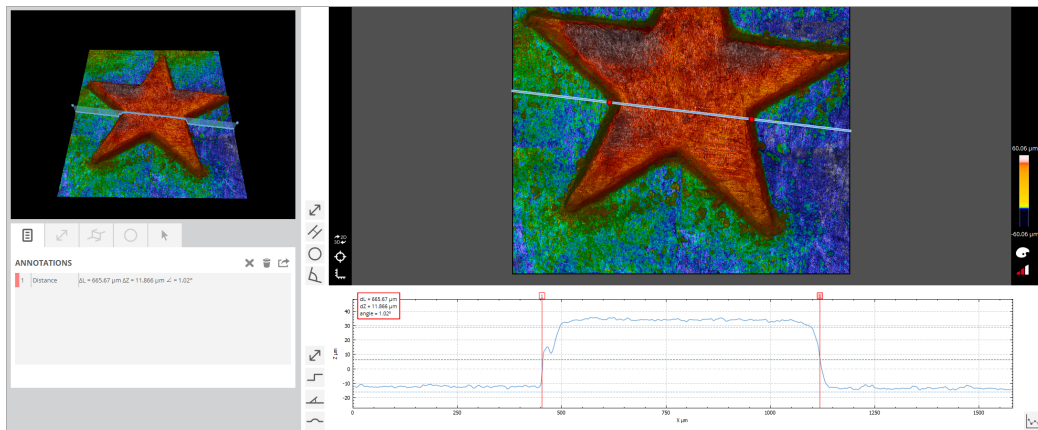 ANNOTATIONS
1 Distance ΔL = 665.67 µm ΔZ = 11.866 µm ∠ = 1.02°
2D
3D
60.06 µm
-60.06 µm
dL = 665.67 µm
dZ = 11.866 µm
angle = 1.02°
Z µm
40
30
20
10
0
-10
-20
0 250 500 750 1000 1250 1500
X µm